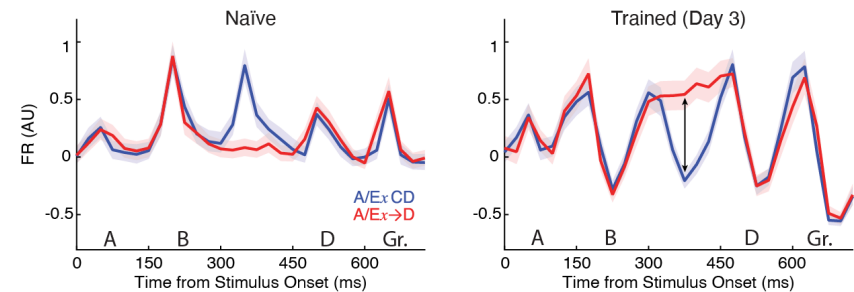 Naïve
Trained (Day 3)
FR (AU)
1
0.5
0
-0.5
A/Ex CD
A/Ex→D
A B D Gr.
0 150 300 450 600
Time from Stimulus Onset (ms)
1
0.5
0
-0.5
A B D Gr.
0 150 300 450 600
Time from Stimulus Onset (ms)